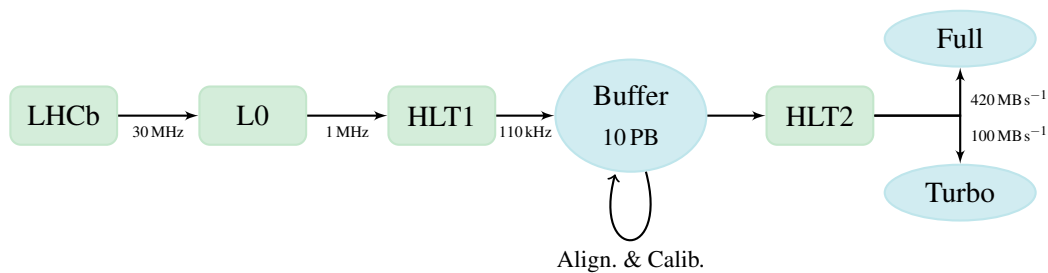 Full
LHCb
30 MHz
L0
1 MHz
HLT1
110 kHz
Buffer
10 PB
HLT2
420 MB s⁻¹
100 MB s⁻¹
Turbo
Align. & Calib.